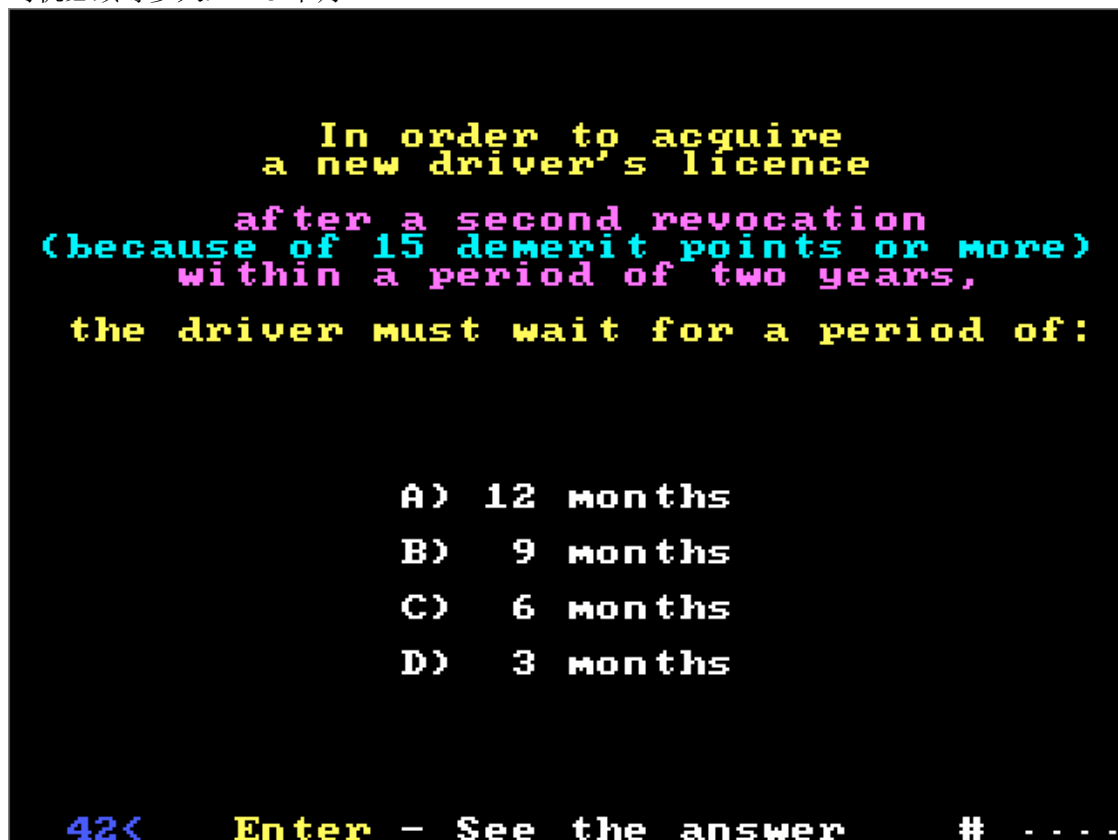 In order to acquire
a new driver's licence
after a second revocation
(because of 15 demerit points or more)
within a period of two years,
the driver must wait for a period of:
A) 12 months
B) 9 months
C) 6 months
D) 3 months
42< Enter - See the answer # ----